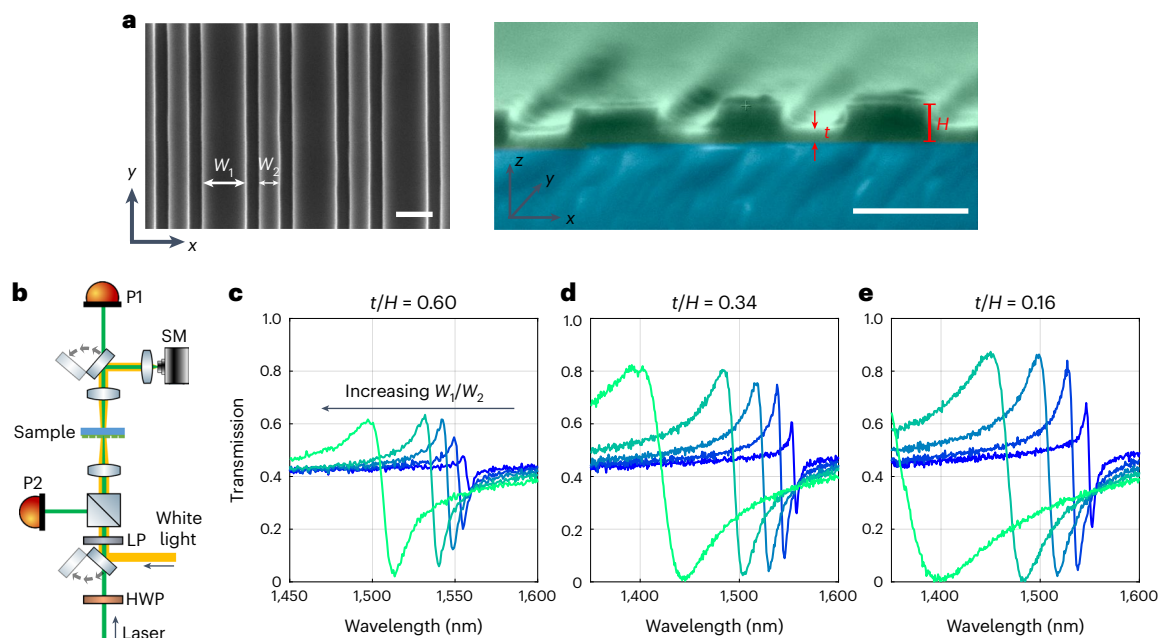 a
W1
W2
y
x
H
t
z
y
x
b
P1
SM
Sample
P2
LP
White
light
HWP
Laser
c
t/H = 0.60
Increasing W1/W2
Transmission
1.0
0.8
0.6
0.4
0.2
0
1,450
1,500
1,550
1,600
Wavelength (nm)
d
t/H = 0.34
1.0
0.8
0.6
0.4
0.2
0
1,400
1,500
1,600
Wavelength (nm)
e
t/H = 0.16
1.0
0.8
0.6
0.4
0.2
0
1,400
1,500
1,600
Wavelength (nm)